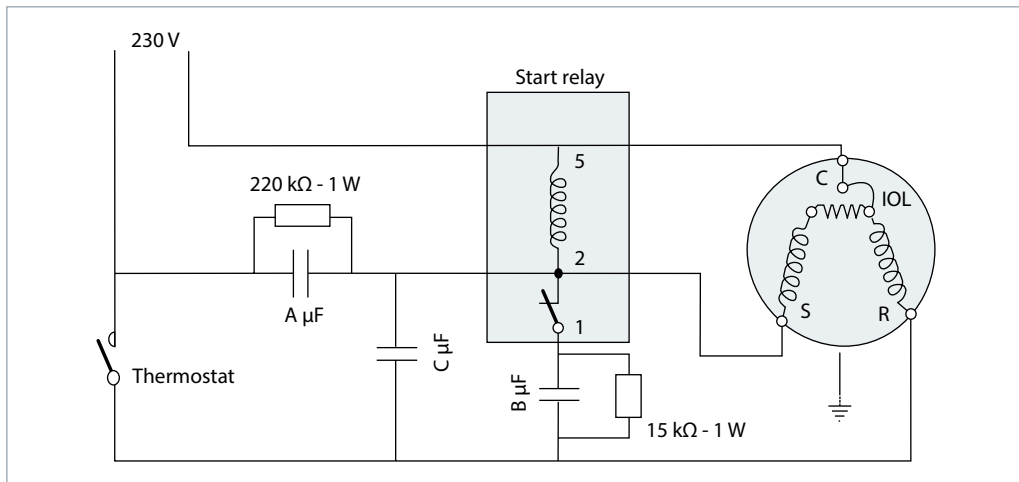 230 V
Start relay
5
220 kΩ - 1 W
C
IOL
2
A µF
S
R
1
Thermostat
C µF
B µF
15 kΩ - 1 W